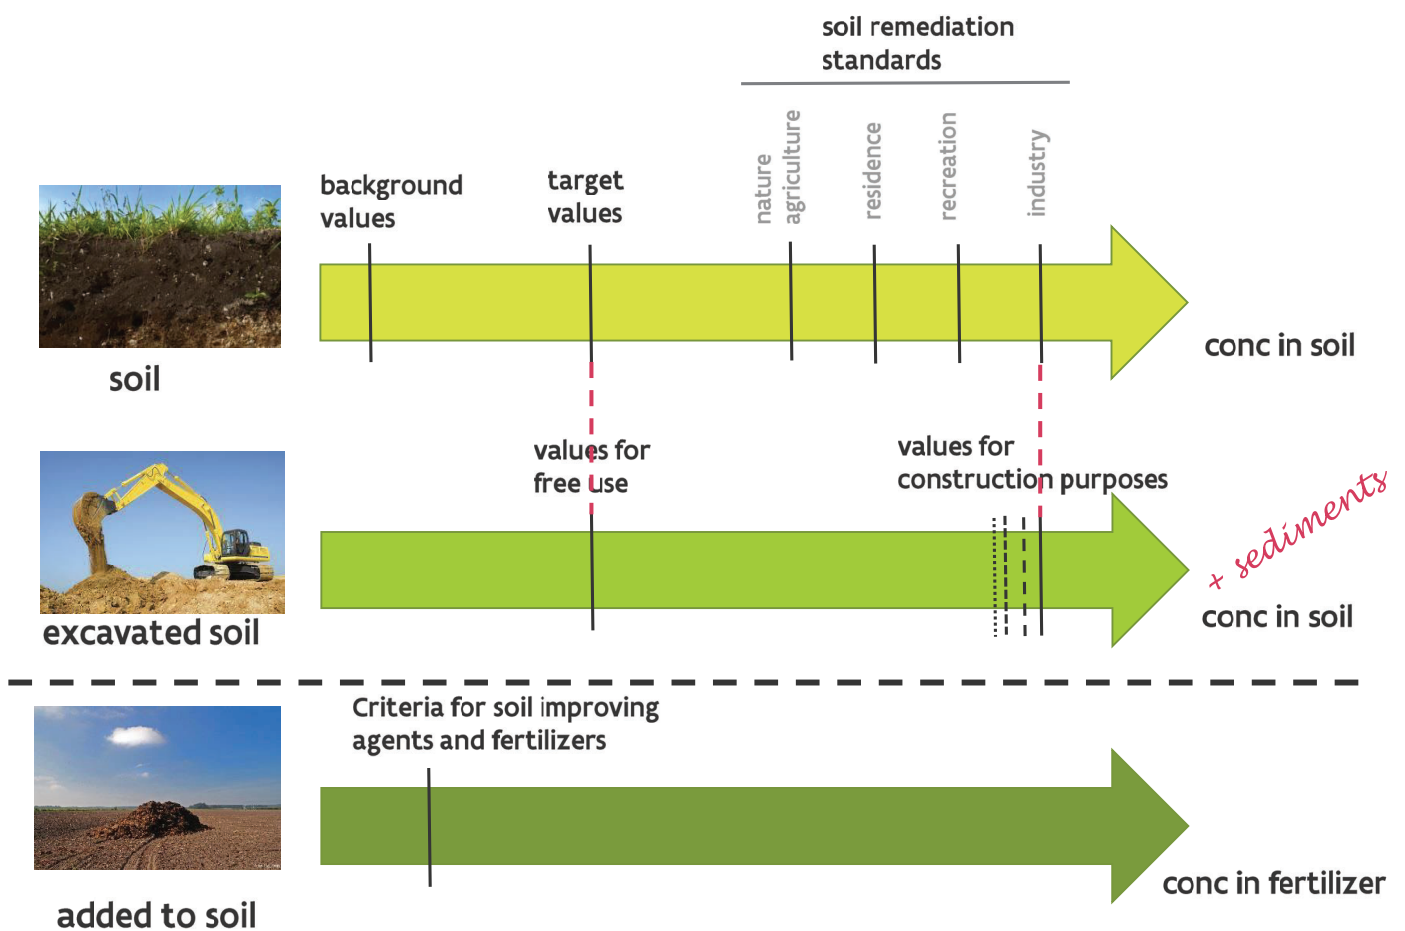 soil remediation
standards
nature
agriculture
residence
recreation
industry
background
values
target
values
conc in soil
soil
values for
free use
values for
construction purposes
+ sediments
conc in soil
excavated soil
Criteria for soil improving
agents and fertilizers
conc in fertilizer
added to soil